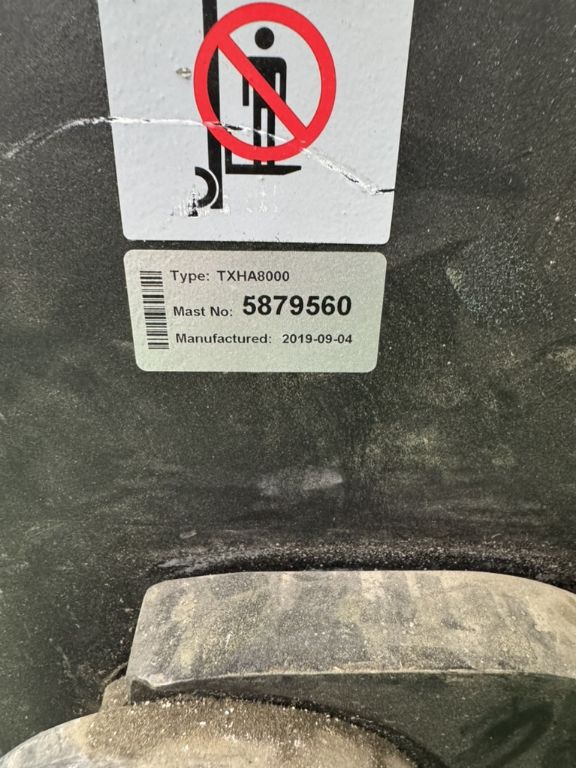 Type: TXHA8000
Mast No: 5879560
Manufactured: 2019-09-04